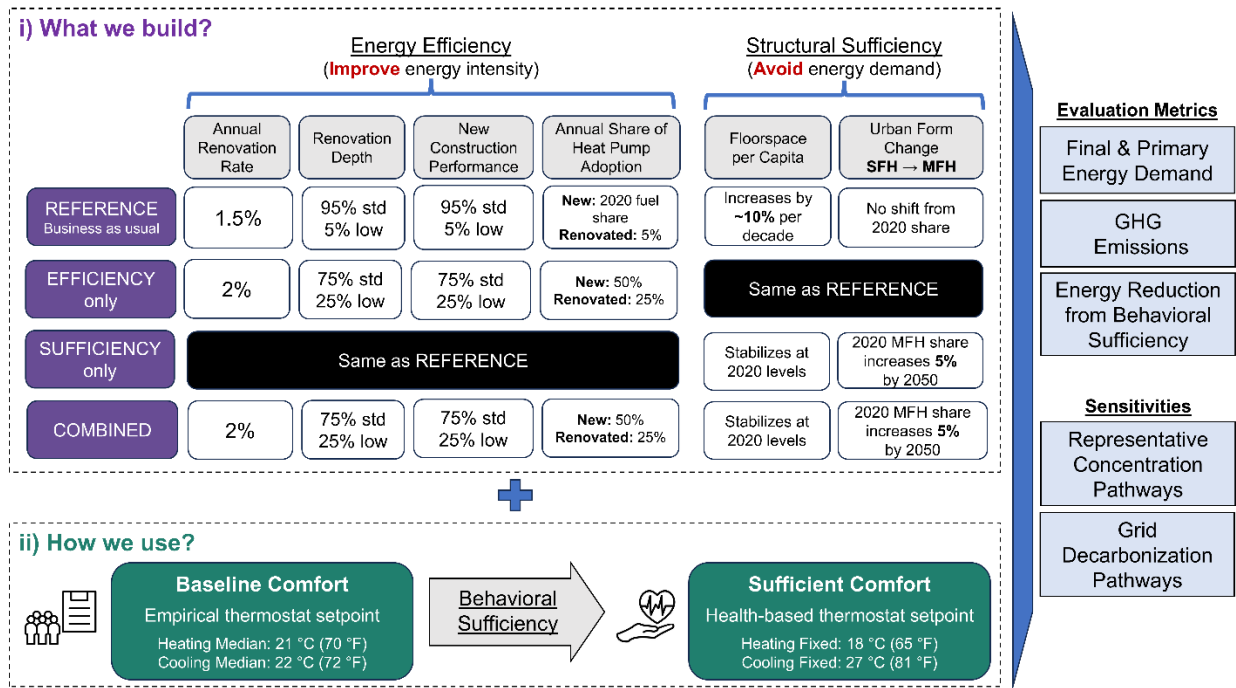 i) What we build?
Energy Efficiency
(Improve energy intensity)
Structural Sufficiency
(Avoid energy demand)
Annual
Renovation
Rate
Renovation
Depth
New
Construction
Performance
Annual Share of
Heat Pump
Adoption
Floorspace
per Capita
Urban Form
Change
SFH → MFH
REFERENCE
Business as usual
1.5%
95% std
5% low
95% std
5% low
New: 2020 fuel
share
Renovated: 5%
Increases by
~10% per
decade
No shift from
2020 share
EFFICIENCY
only
2%
75% std
25% low
75% std
25% low
New: 50%
Renovated: 25%
Same as REFERENCE
SUFFICIENCY
only
Same as REFERENCE
Stabilizes at
2020 levels
2020 MFH share
increases 5%
by 2050
COMBINED
2%
75% std
25% low
75% std
25% low
New: 50%
Renovated: 25%
Stabilizes at
2020 levels
2020 MFH share
increases 5%
by 2050
ii) How we use?
Baseline Comfort
Empirical thermostat setpoint
Heating Median: 21 °C (70 °F)
Cooling Median: 22 °C (72 °F)
Behavioral
Sufficiency
Sufficient Comfort
Health-based thermostat setpoint
Heating Fixed: 18 °C (65 °F)
Cooling Fixed: 27 °C (81 °F)
Evaluation Metrics
Final & Primary
Energy Demand
GHG
Emissions
Energy Reduction
from Behavioral
Sufficiency
Sensitivities
Representative
Concentration
Pathways
Grid
Decarbonization
Pathways